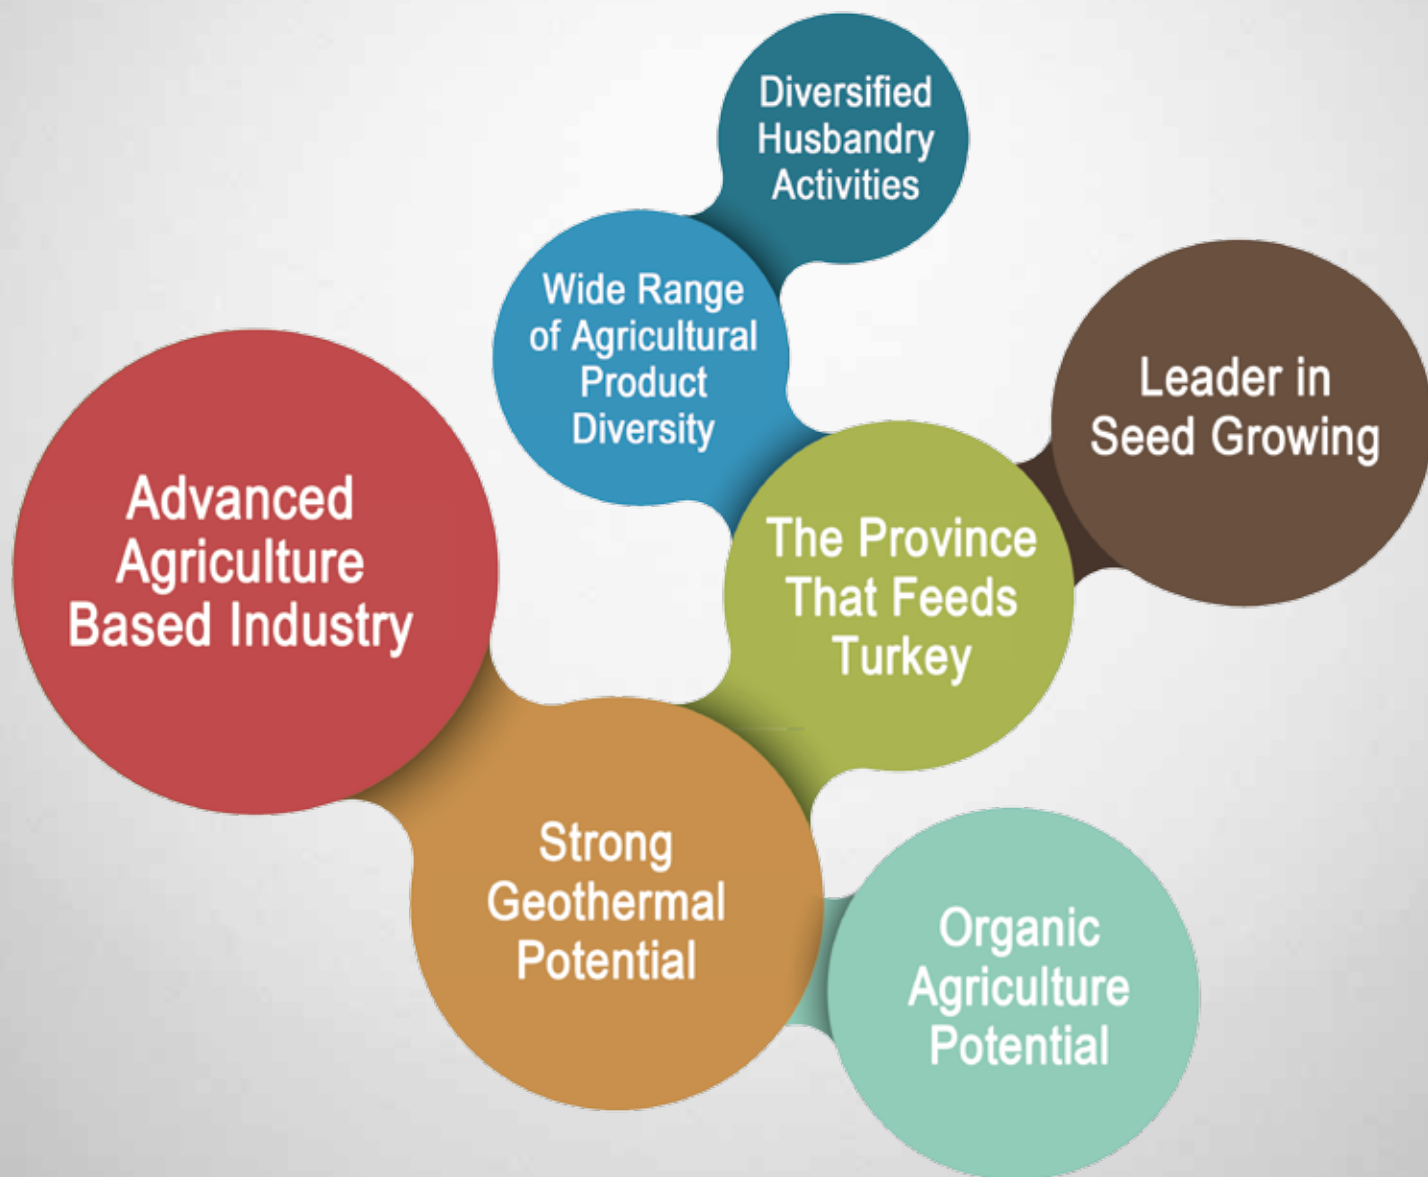 Diversified
Husbandry
Activities
Wide Range
of Agricultural
Product
Diversity
Leader in
Seed Growing
Advanced
Agriculture
Based Industry
The Province
That Feeds
Turkey
Strong
Geothermal
Potential
Organic
Agriculture
Potential